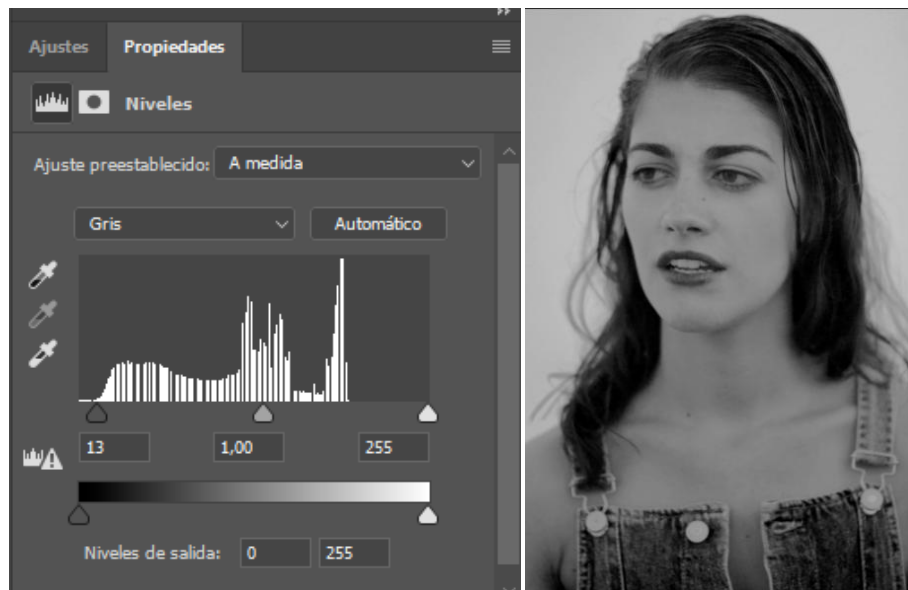 Ajustes Propiedades
Niveles
Ajuste preestablecido: A medida
Gris Automático
13 1,00 255
Niveles de salida: 0 255